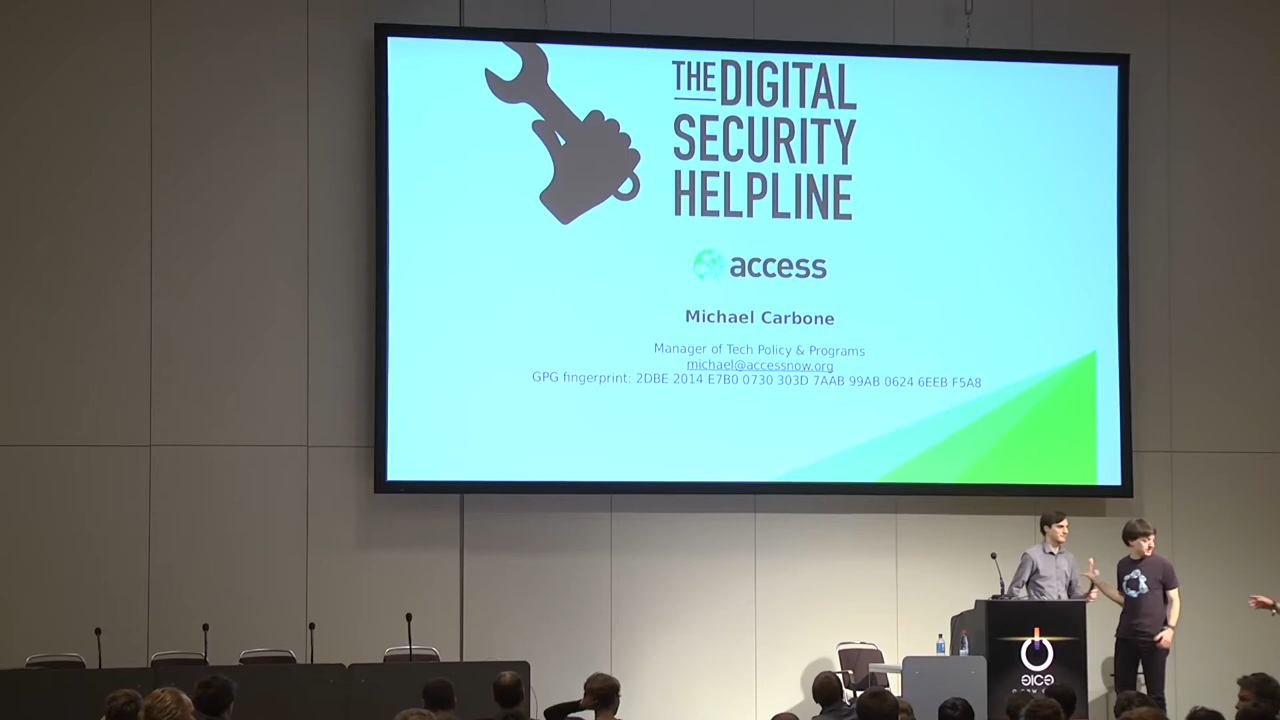 THE DIGITAL
SECURITY
HELPLINE
access
Michael Carbone
Manager of Tech Policy & Programs
michael@accessnow.org
GPG fingerprint: 2DBE 2014 E7B0 0730 303D 7AAB 99AB 0624 6EEB F5A8